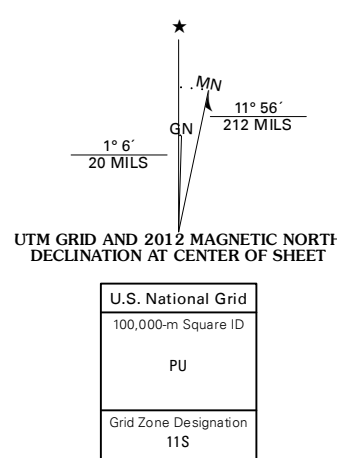 MN
11° 56´
212 MILS
GN
1° 6´
20 MILS
UTM GRID AND 2012 MAGNETIC NORTH
DECLINATION AT CENTER OF SHEET
U.S. National Grid
100,000-m Square ID
PU
Grid Zone Designation
11S